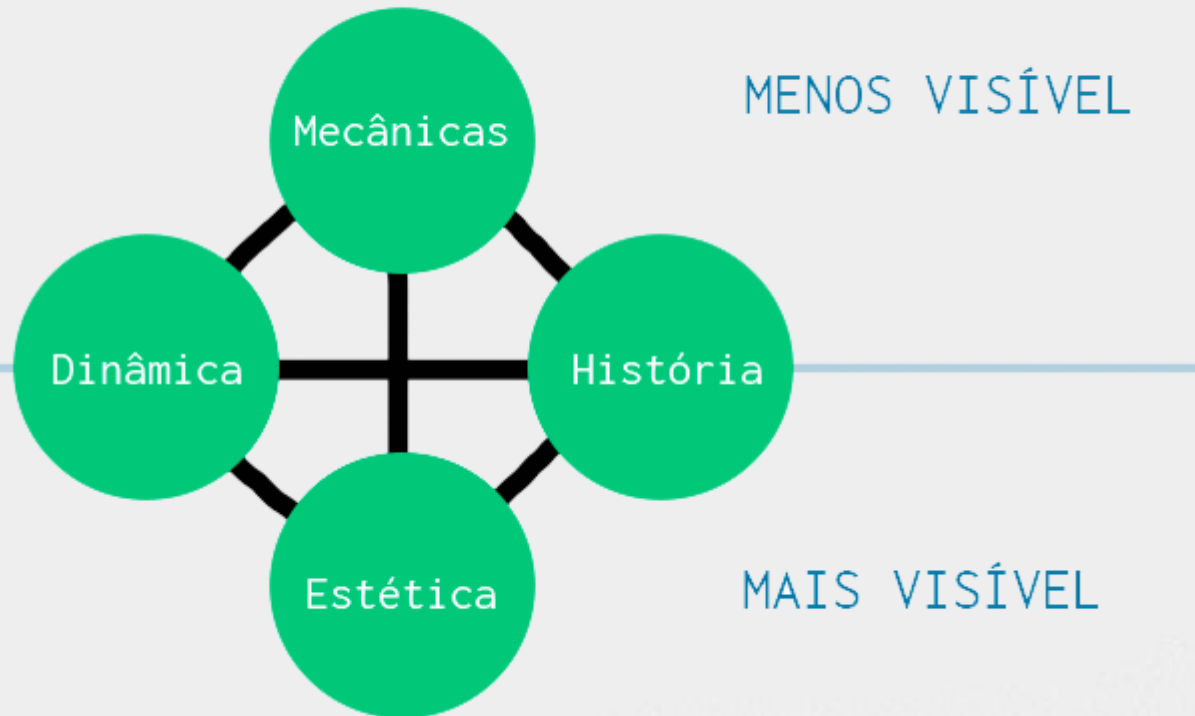 MENOS VISÍVEL
Mecânicas
Dinâmica
História
Estética
MAIS VISÍVEL